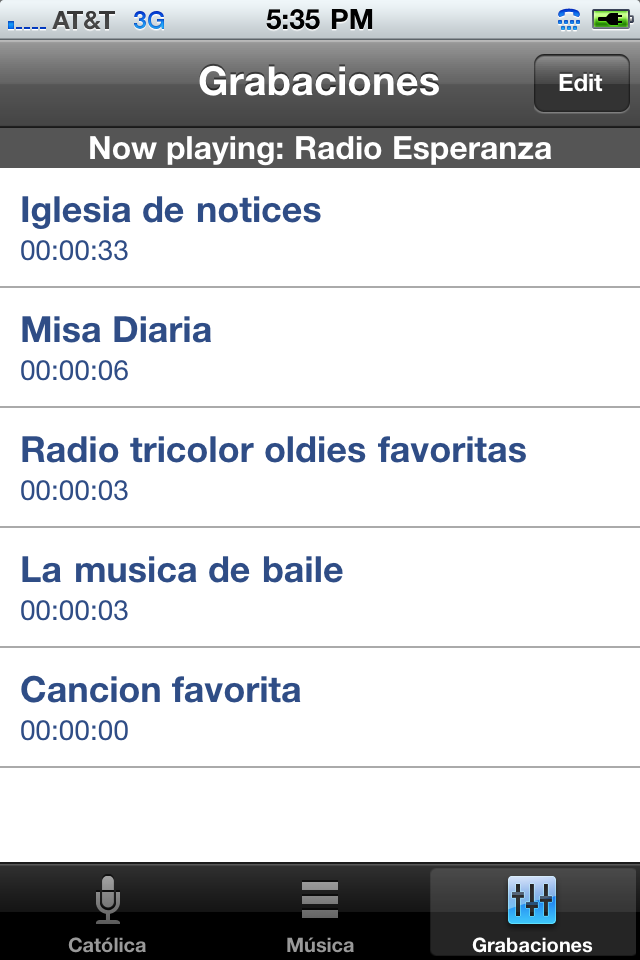 AT&T 3G 5:35 PM
Grabaciones Edit
Now playing: Radio Esperanza
Iglesia de notices
00:00:33
Misa Diaria
00:00:06
Radio tricolor oldies favoritas
00:00:03
La musica de baile
00:00:03
Cancion favorita
00:00:00
Católica Música Grabaciones